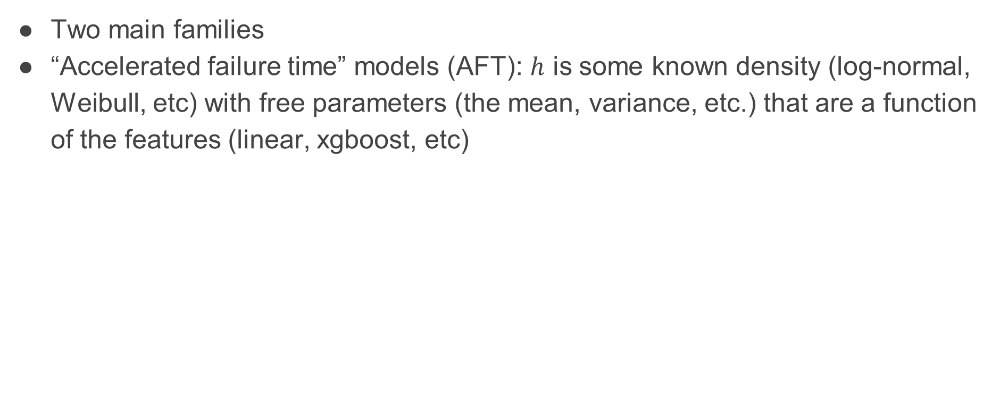 ● Two main families
● “Accelerated failure time” models (AFT): ℎ is some known density (log-normal,
Weibull, etc) with free parameters (the mean, variance, etc.) that are a function
of the features (linear, xgboost, etc)